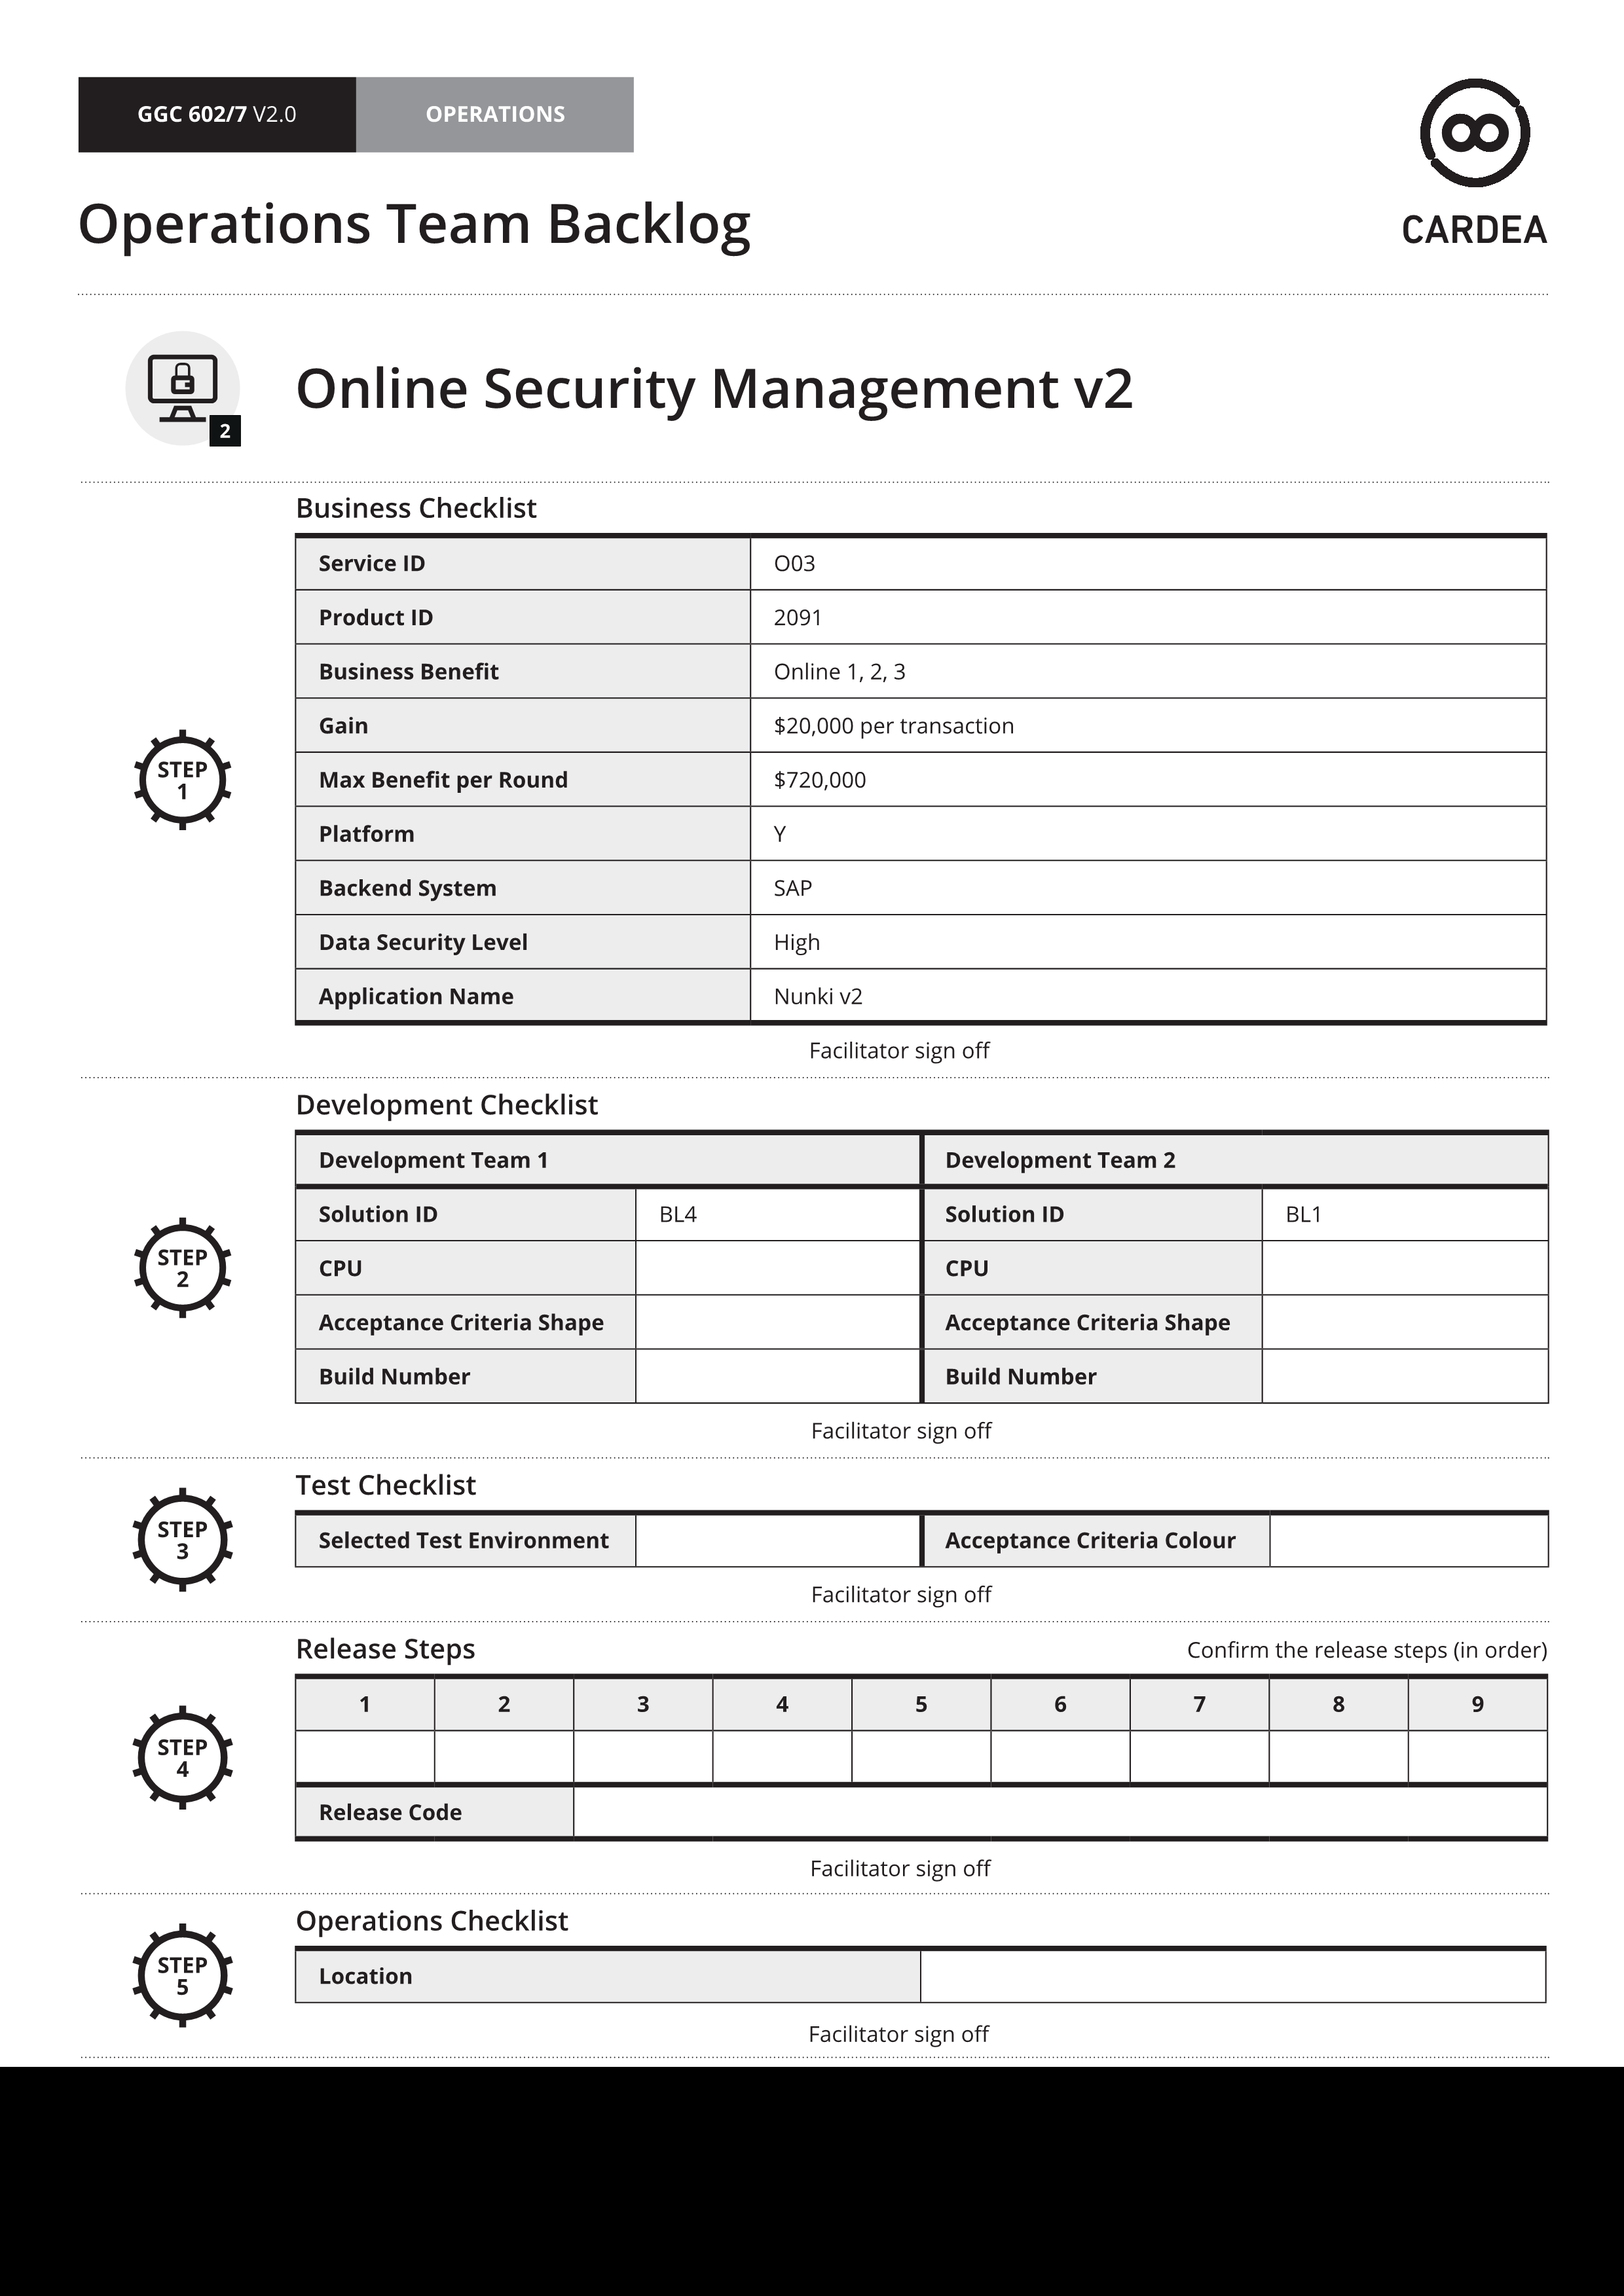 GGC 602/7 V2.0 OPERATIONS
CARDEA
Operations Team Backlog
2
Online Security Management v2
Business Checklist
STEP 1
Service ID O03
Product ID 2091
Business Benefit Online 1, 2, 3
Gain $20,000 per transaction
Max Benefit per Round $720,000
Platform Y
Backend System SAP
Data Security Level High
Application Name Nunki v2
Facilitator sign off
Development Checklist
STEP 2
Development Team 1 Development Team 2
Solution ID BL4 Solution ID BL1
CPU CPU
Acceptance Criteria Shape Acceptance Criteria Shape
Build Number Build Number
Facilitator sign off
Test Checklist
STEP 3
Selected Test Environment Acceptance Criteria Colour
Facilitator sign off
Release Steps Confirm the release steps (in order)
STEP 4
1 2 3 4 5 6 7 8 9
Release Code
Facilitator sign off
Operations Checklist
STEP 5
Location
Facilitator sign off